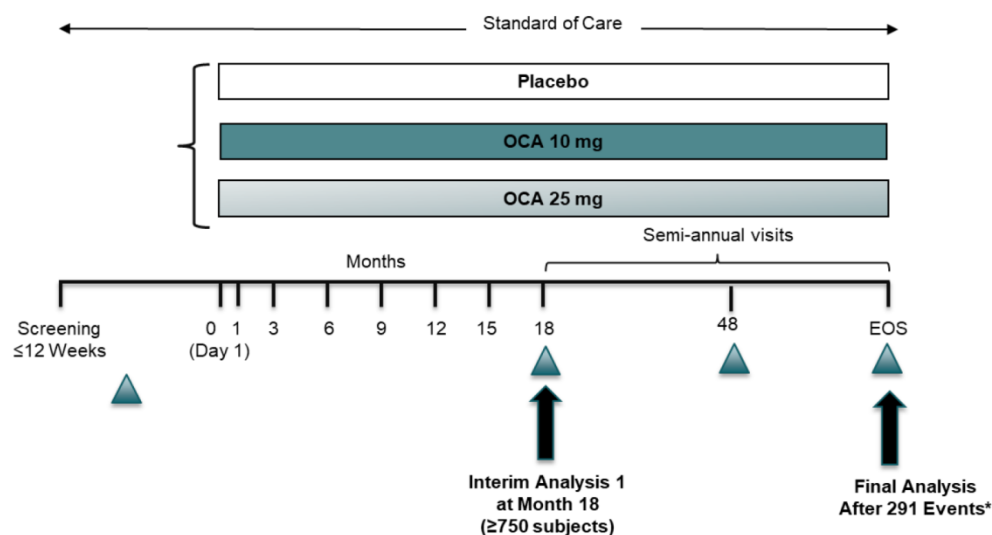 Standard of Care
Placebo
OCA 10 mg
OCA 25 mg
Semi-annual visits
Months
Screening
≤12 Weeks
0 1 3 6 9 12 15 18 48 EOS
(Day 1)
Interim Analysis 1
at Month 18
(≥750 subjects)
Final Analysis
After 291 Events*